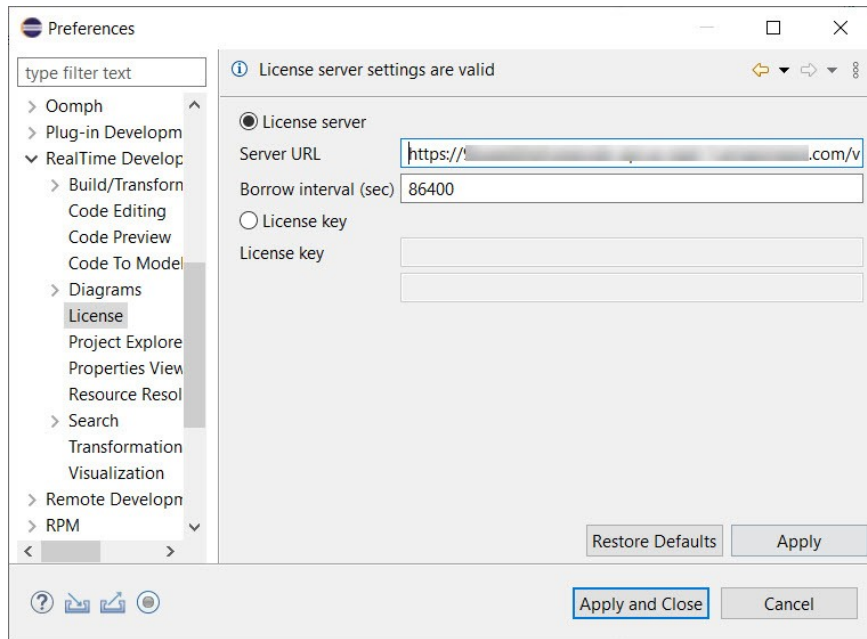 Preferences
type filter text
Oomph
Plug-in Developm
RealTime Develop
Build/Transforn
Code Editing
Code Preview
Code To Model
Diagrams
License
Project Explore
Properties View
Resource Resol
Search
Transformation
Visualization
Remote Developm
RPM
License server settings are valid
License server
Server URL https://9 .com/v
Borrow interval (sec) 86400
License key
License key
Restore Defaults Apply
Apply and Close Cancel